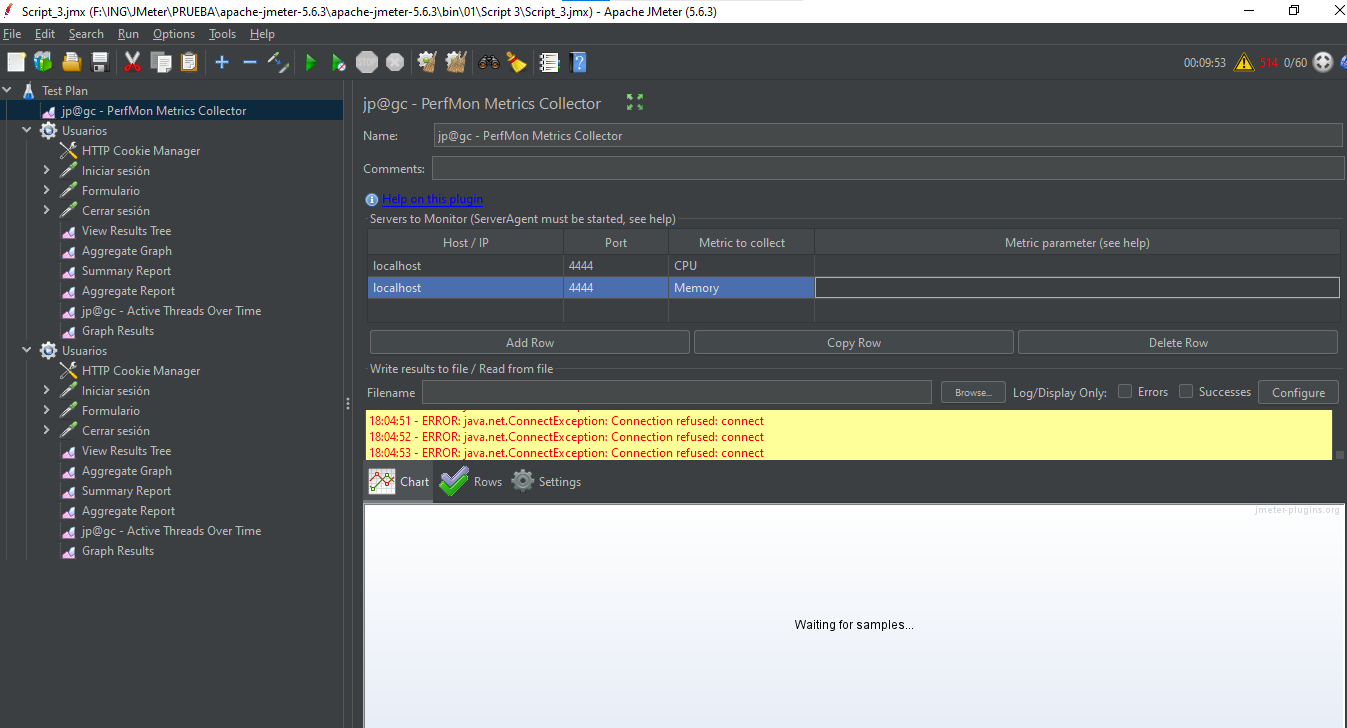 Script_3.jmx (F:\ING\JMeter\PRUEBA\apache-jmeter-5.6.3\apache-jmeter-5.6.3\bin\01\Script 3\Script_3.jmx) - Apache JMeter (5.6.3)
File Edit Search Run Options Tools Help
STOP
00:09:53 514 0/60
Test Plan
jp@gc - PerfMon Metrics Collector
Usuarios
HTTP Cookie Manager
Iniciar sesión
Formulario
Cerrar sesión
View Results Tree
Aggregate Graph
Summary Report
Aggregate Report
jp@gc - Active Threads Over Time
Graph Results
Usuarios
HTTP Cookie Manager
Iniciar sesión
Formulario
Cerrar sesión
View Results Tree
Aggregate Graph
Summary Report
Aggregate Report
jp@gc - Active Threads Over Time
Graph Results
jp@gc - PerfMon Metrics Collector
Name: jp@gc - PerfMon Metrics Collector
Comments:
Help on this plugin
Servers to Monitor (ServerAgent must be started, see help)
Host / IP Port Metric to collect Metric parameter (see help)
localhost 4444 CPU
localhost 4444 Memory
Add Row Copy Row Delete Row
Write results to file / Read from file
Filename Browse... Log/Display Only: Errors Successes Configure
18:04:51 - ERROR: java.net.ConnectException: Connection refused: connect
18:04:52 - ERROR: java.net.ConnectException: Connection refused: connect
18:04:53 - ERROR: java.net.ConnectException: Connection refused: connect
Chart Rows Settings
jmeter-plugins.org
Waiting for samples...